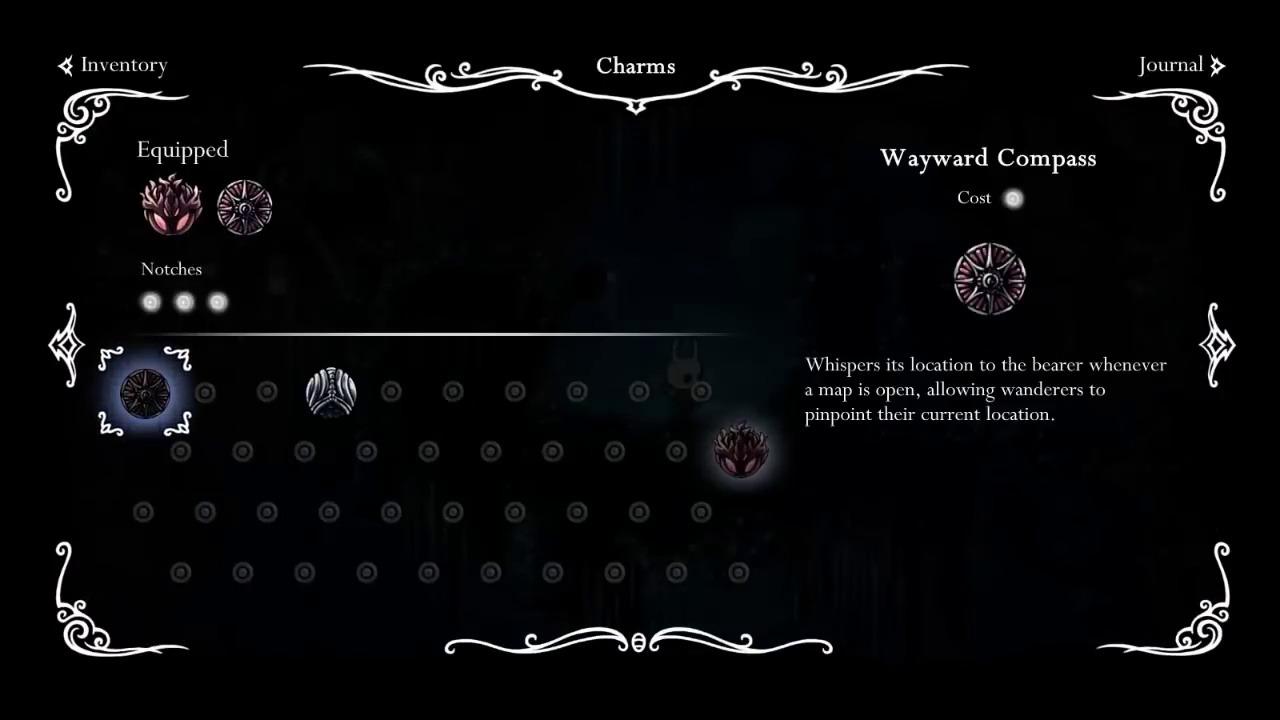 Inventory
Charms
Journal
Equipped
Notches
Wayward Compass
Cost
Whispers its location to the bearer whenever
a map is open, allowing wanderers to
pinpoint their current location.